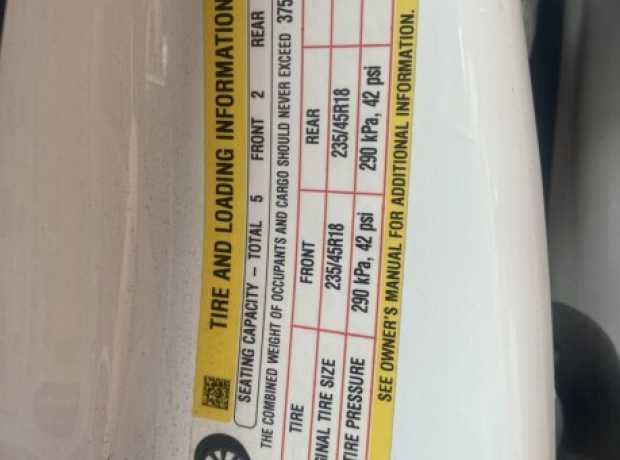 TIRE AND LOADING INFORMATION
SEATING CAPACITY – TOTAL 5 FRONT 2 REAR
THE COMBINED WEIGHT OF OCCUPANTS AND CARGO SHOULD NEVER EXCEED 375
TIRE FRONT REAR
TIRE SIZE 235/45R18 235/45R18
PRESSURE 290 kPa, 42 psi 290 kPa, 42 psi
SEE OWNER'S MANUAL FOR ADDITIONAL INFORMATION.